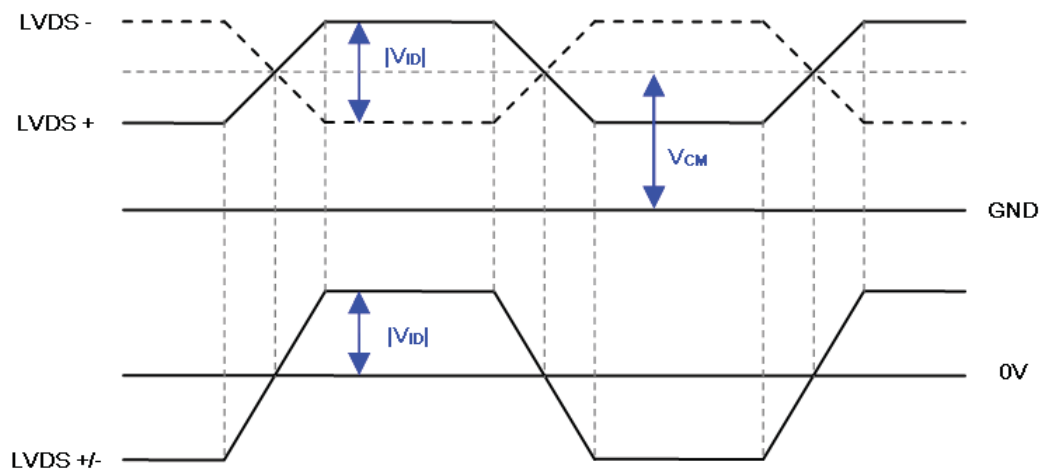 LVDS -
|VID|
LVDS +
VCM
GND
|VID|
0V
LVDS +/-